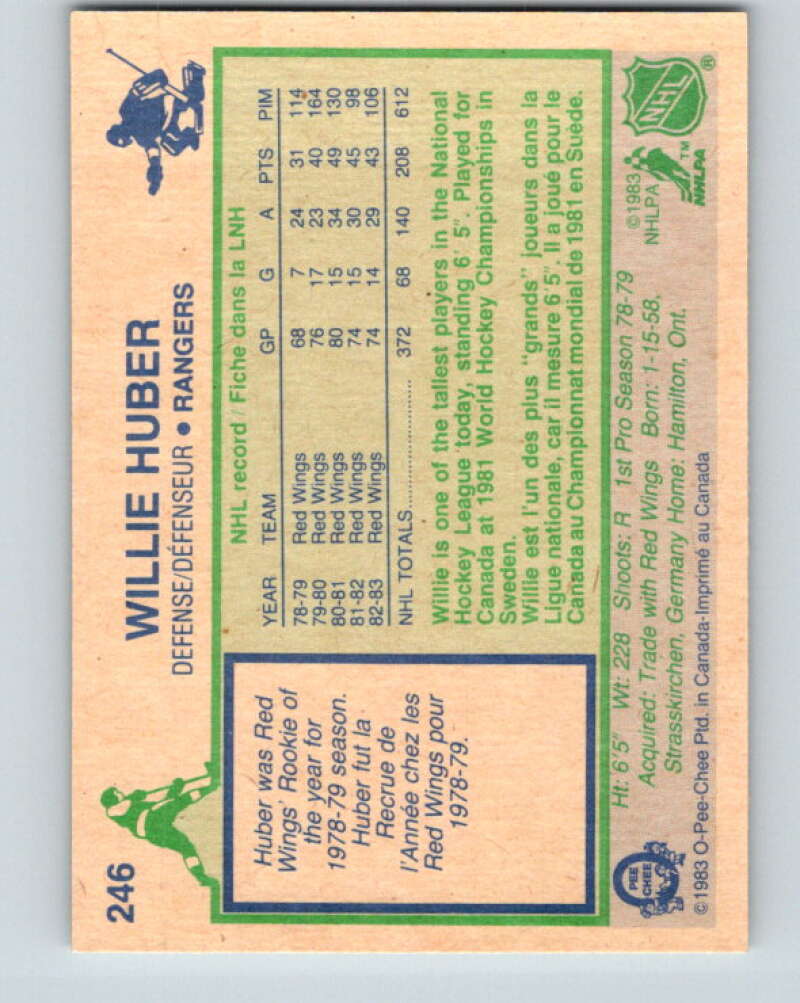 246
WILLIE HUBER
DEFENSE/DÉFENSEUR • RANGERS
Huber was Red
Wings' Rookie of
the year for
1978-79 season.
Huber fut la
Recrue de
l'Année chez les
Red Wings pour
1978-79.
NHL record / Fiche dans la LNH
YEAR TEAM GP G A PTS PIM
78-79 Red Wings 68 7 24 31 114
79-80 Red Wings 76 17 23 40 164
80-81 Red Wings 80 15 34 49 130
81-82 Red Wings 74 15 30 45 98
82-83 Red Wings 74 14 29 43 106
NHL TOTALS 372 68 140 208 612
Willie is one of the tallest players in the National
Hockey League today, standing 6' 5". Played for
Canada at 1981 World Hockey Championships in
Sweden.
Willie est l'un des plus "grands" joueurs dans la
Ligue nationale, car il mesure 6'5". Il a joué pour le
Canada au Championnat mondial de 1981 en Suède.
Ht: 6'5" Wt: 228 Shoots: R 1st Pro Season 78-79
Acquired: Trade with Red Wings Born: 1-15-58,
Strasskirchen, Germany Home: Hamilton, Ont.
©1983 O-Pee-Chee Ptd. in Canada-Imprimé au Canada
O
PEE
CHEE
©1983
NHLPA
TM
NHLPA
NHL
®